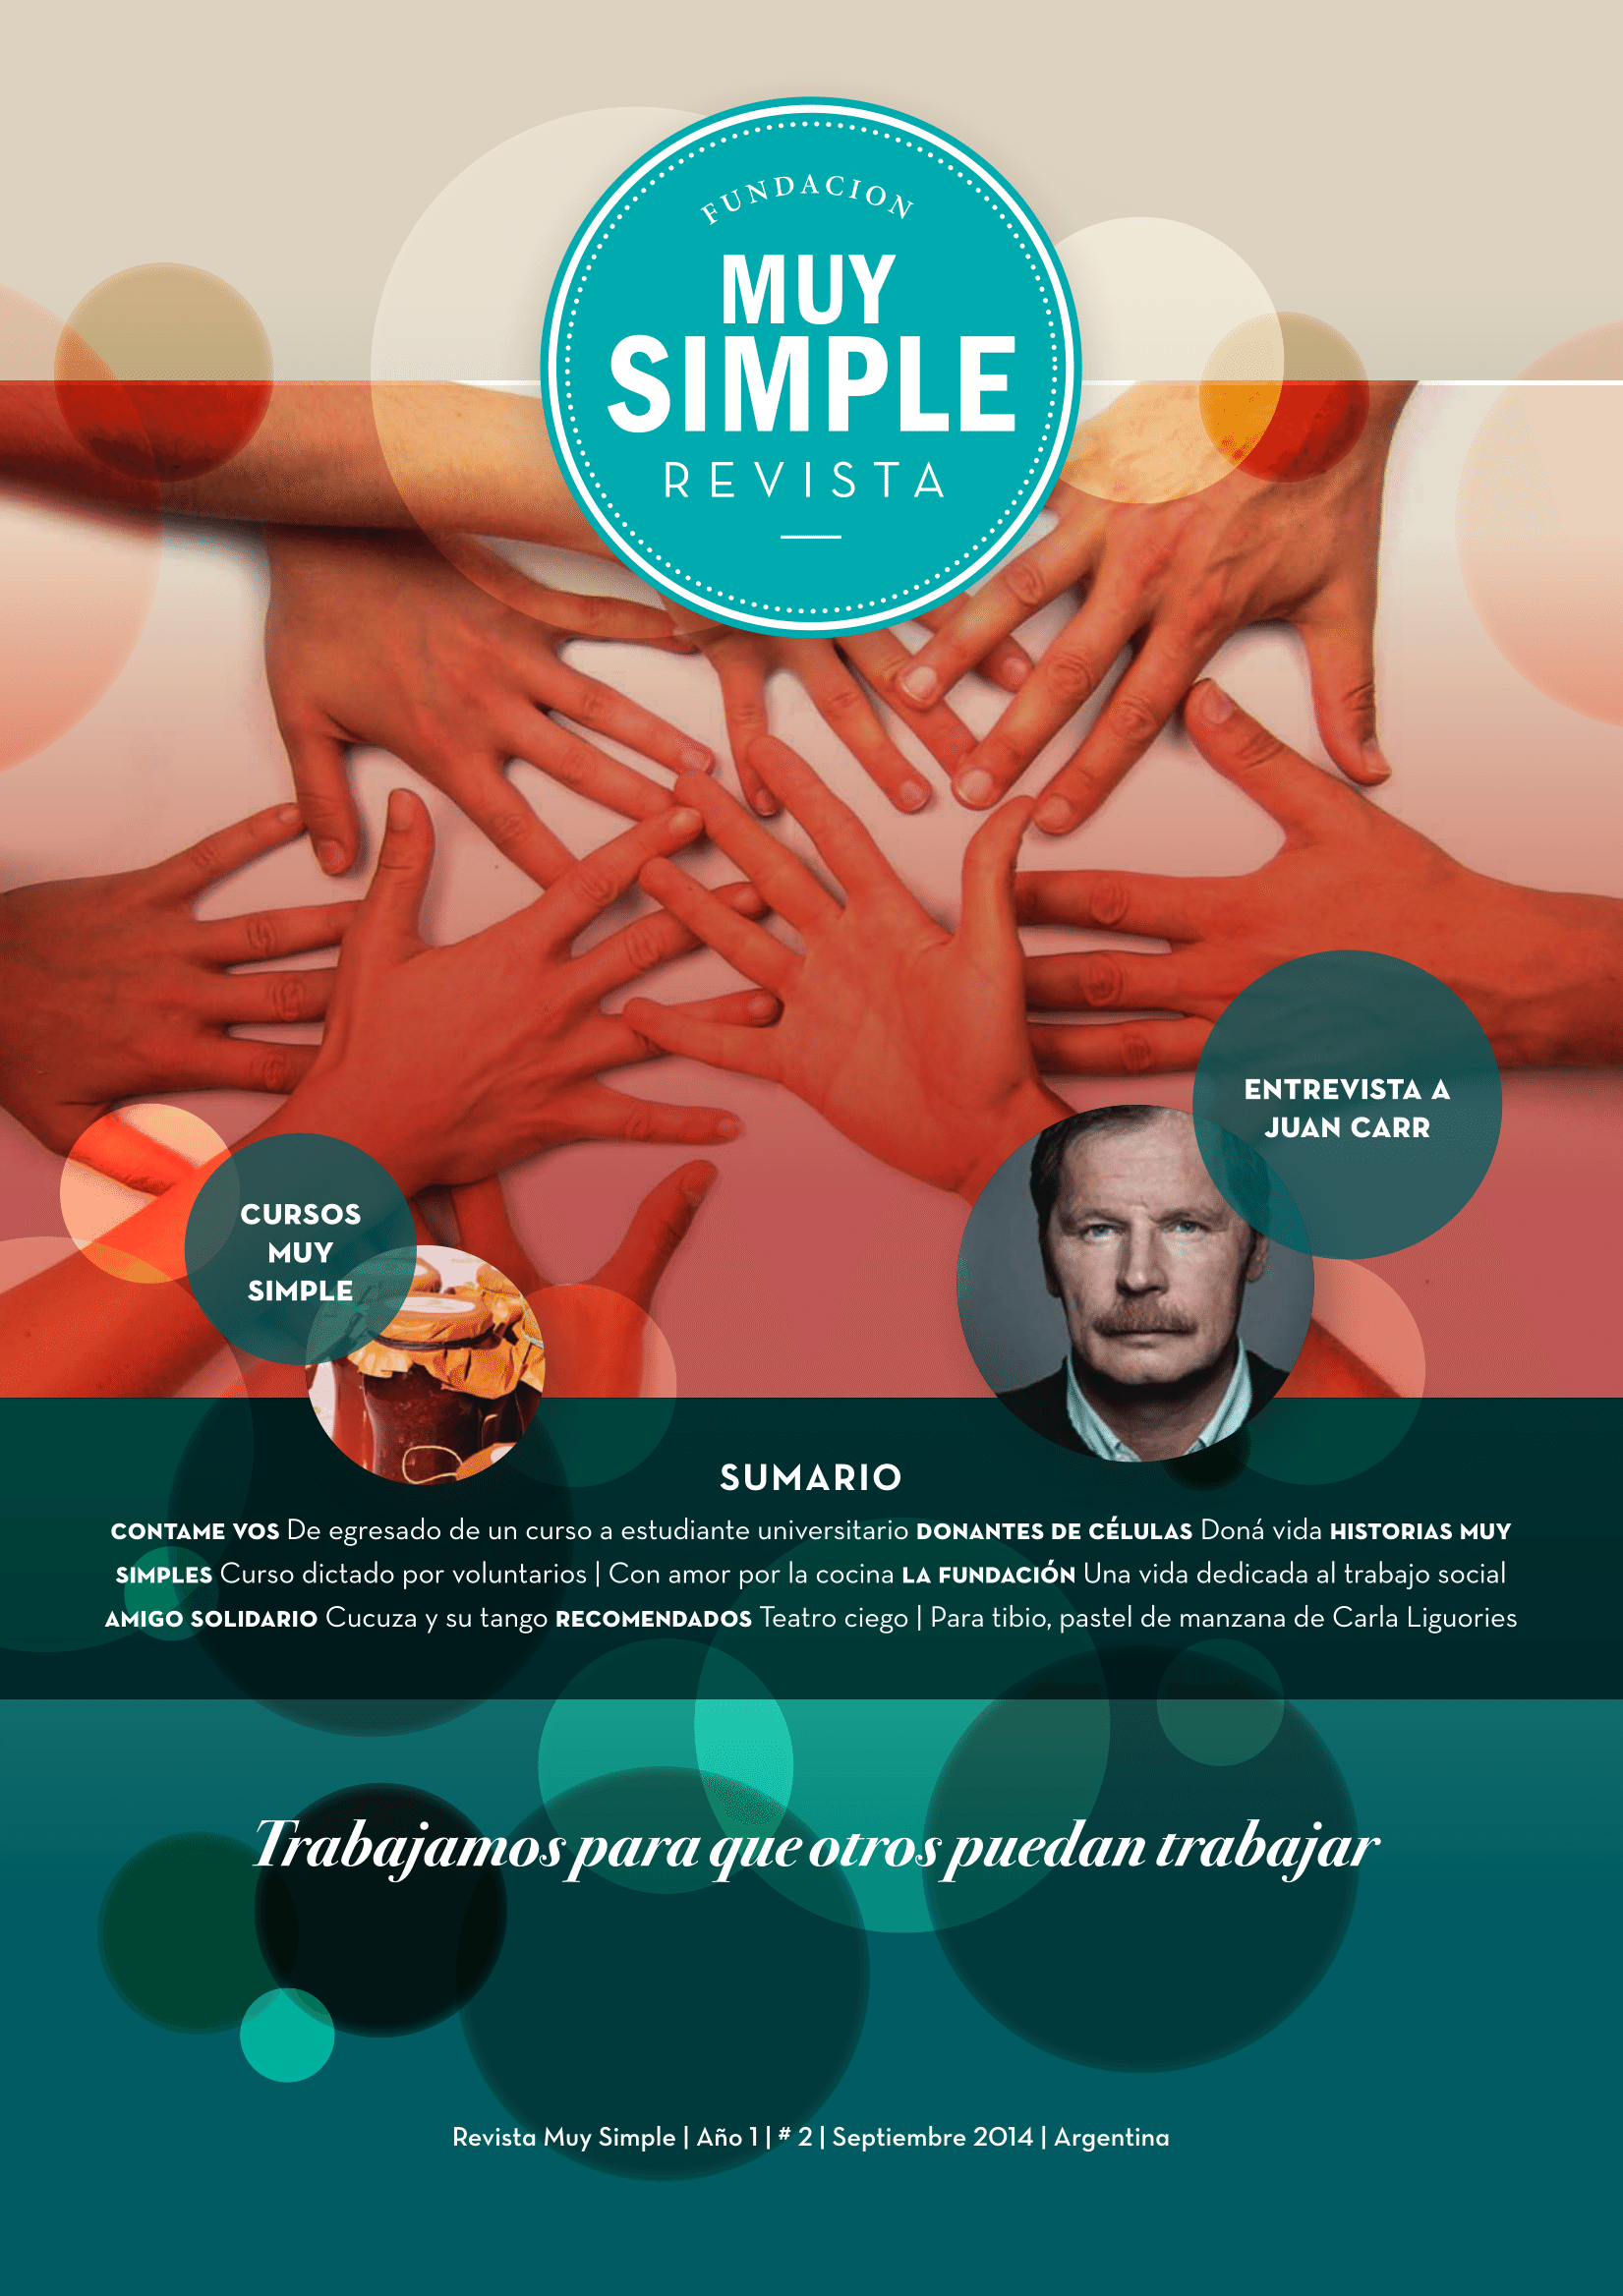 FUNDACION
MUY
SIMPLE
REVISTA
ENTREVISTA A
JUAN CARR
CURSOS
MUY
SIMPLE
SUMARIO
CONTAME VOS De egresado de un curso a estudiante universitario DONANTES DE CÉLULAS Doná vida HISTORIAS MUY
SIMPLES Curso dictado por voluntarios | Con amor por la cocina LA FUNDACIÓN Una vida dedicada al trabajo social
AMIGO SOLIDARIO Cucuza y su tango RECOMENDADOS Teatro ciego | Para tibio, pastel de manzana de Carla Liguories
Trabajamos para que otros puedan trabajar
Revista Muy Simple | Año 1 | # 2 | Septiembre 2014 | Argentina